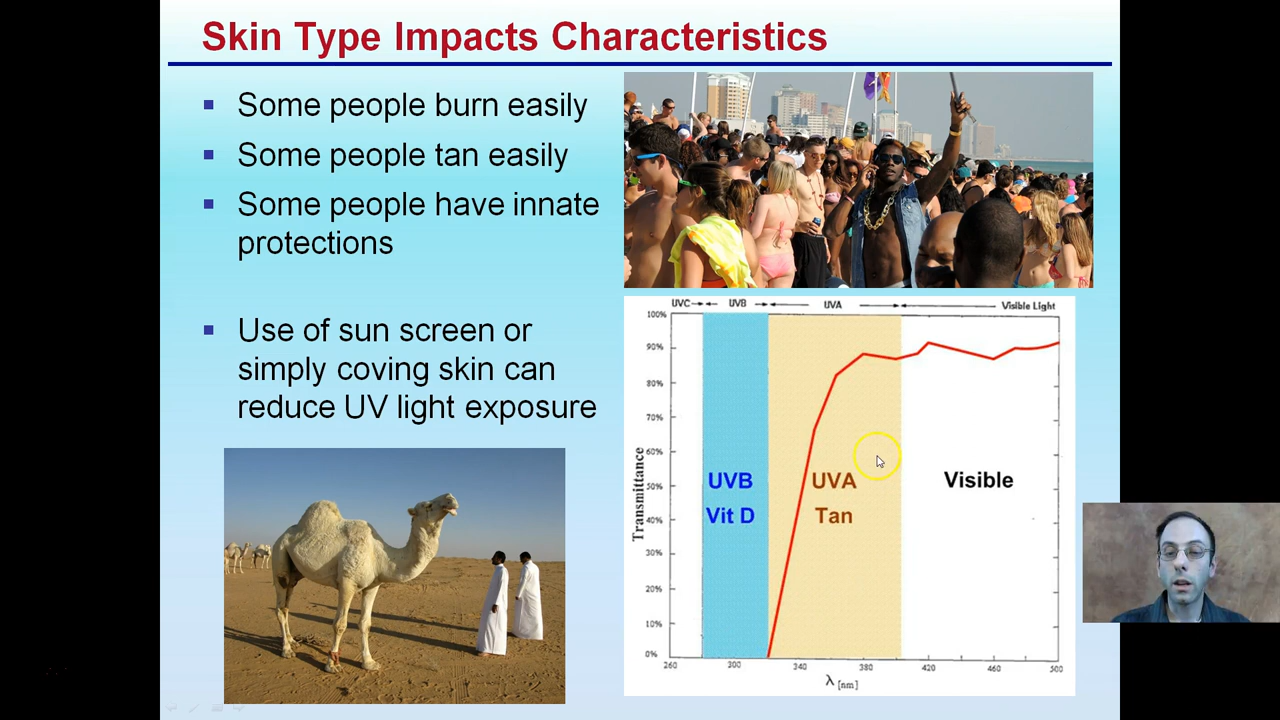 Skin Type Impacts Characteristics
▪ Some people burn easily
▪ Some people tan easily
▪ Some people have innate
protections
▪ Use of sun screen or
simply coving skin can
reduce UV light exposure
UVC UVB UVA Visible Light
100%
90%
80%
70%
60%
50%
40%
30%
20%
10%
0%
Transmittance
UVB UVA Visible
Vit D Tan
260 300 340 380 420 460 500
λ [nm]